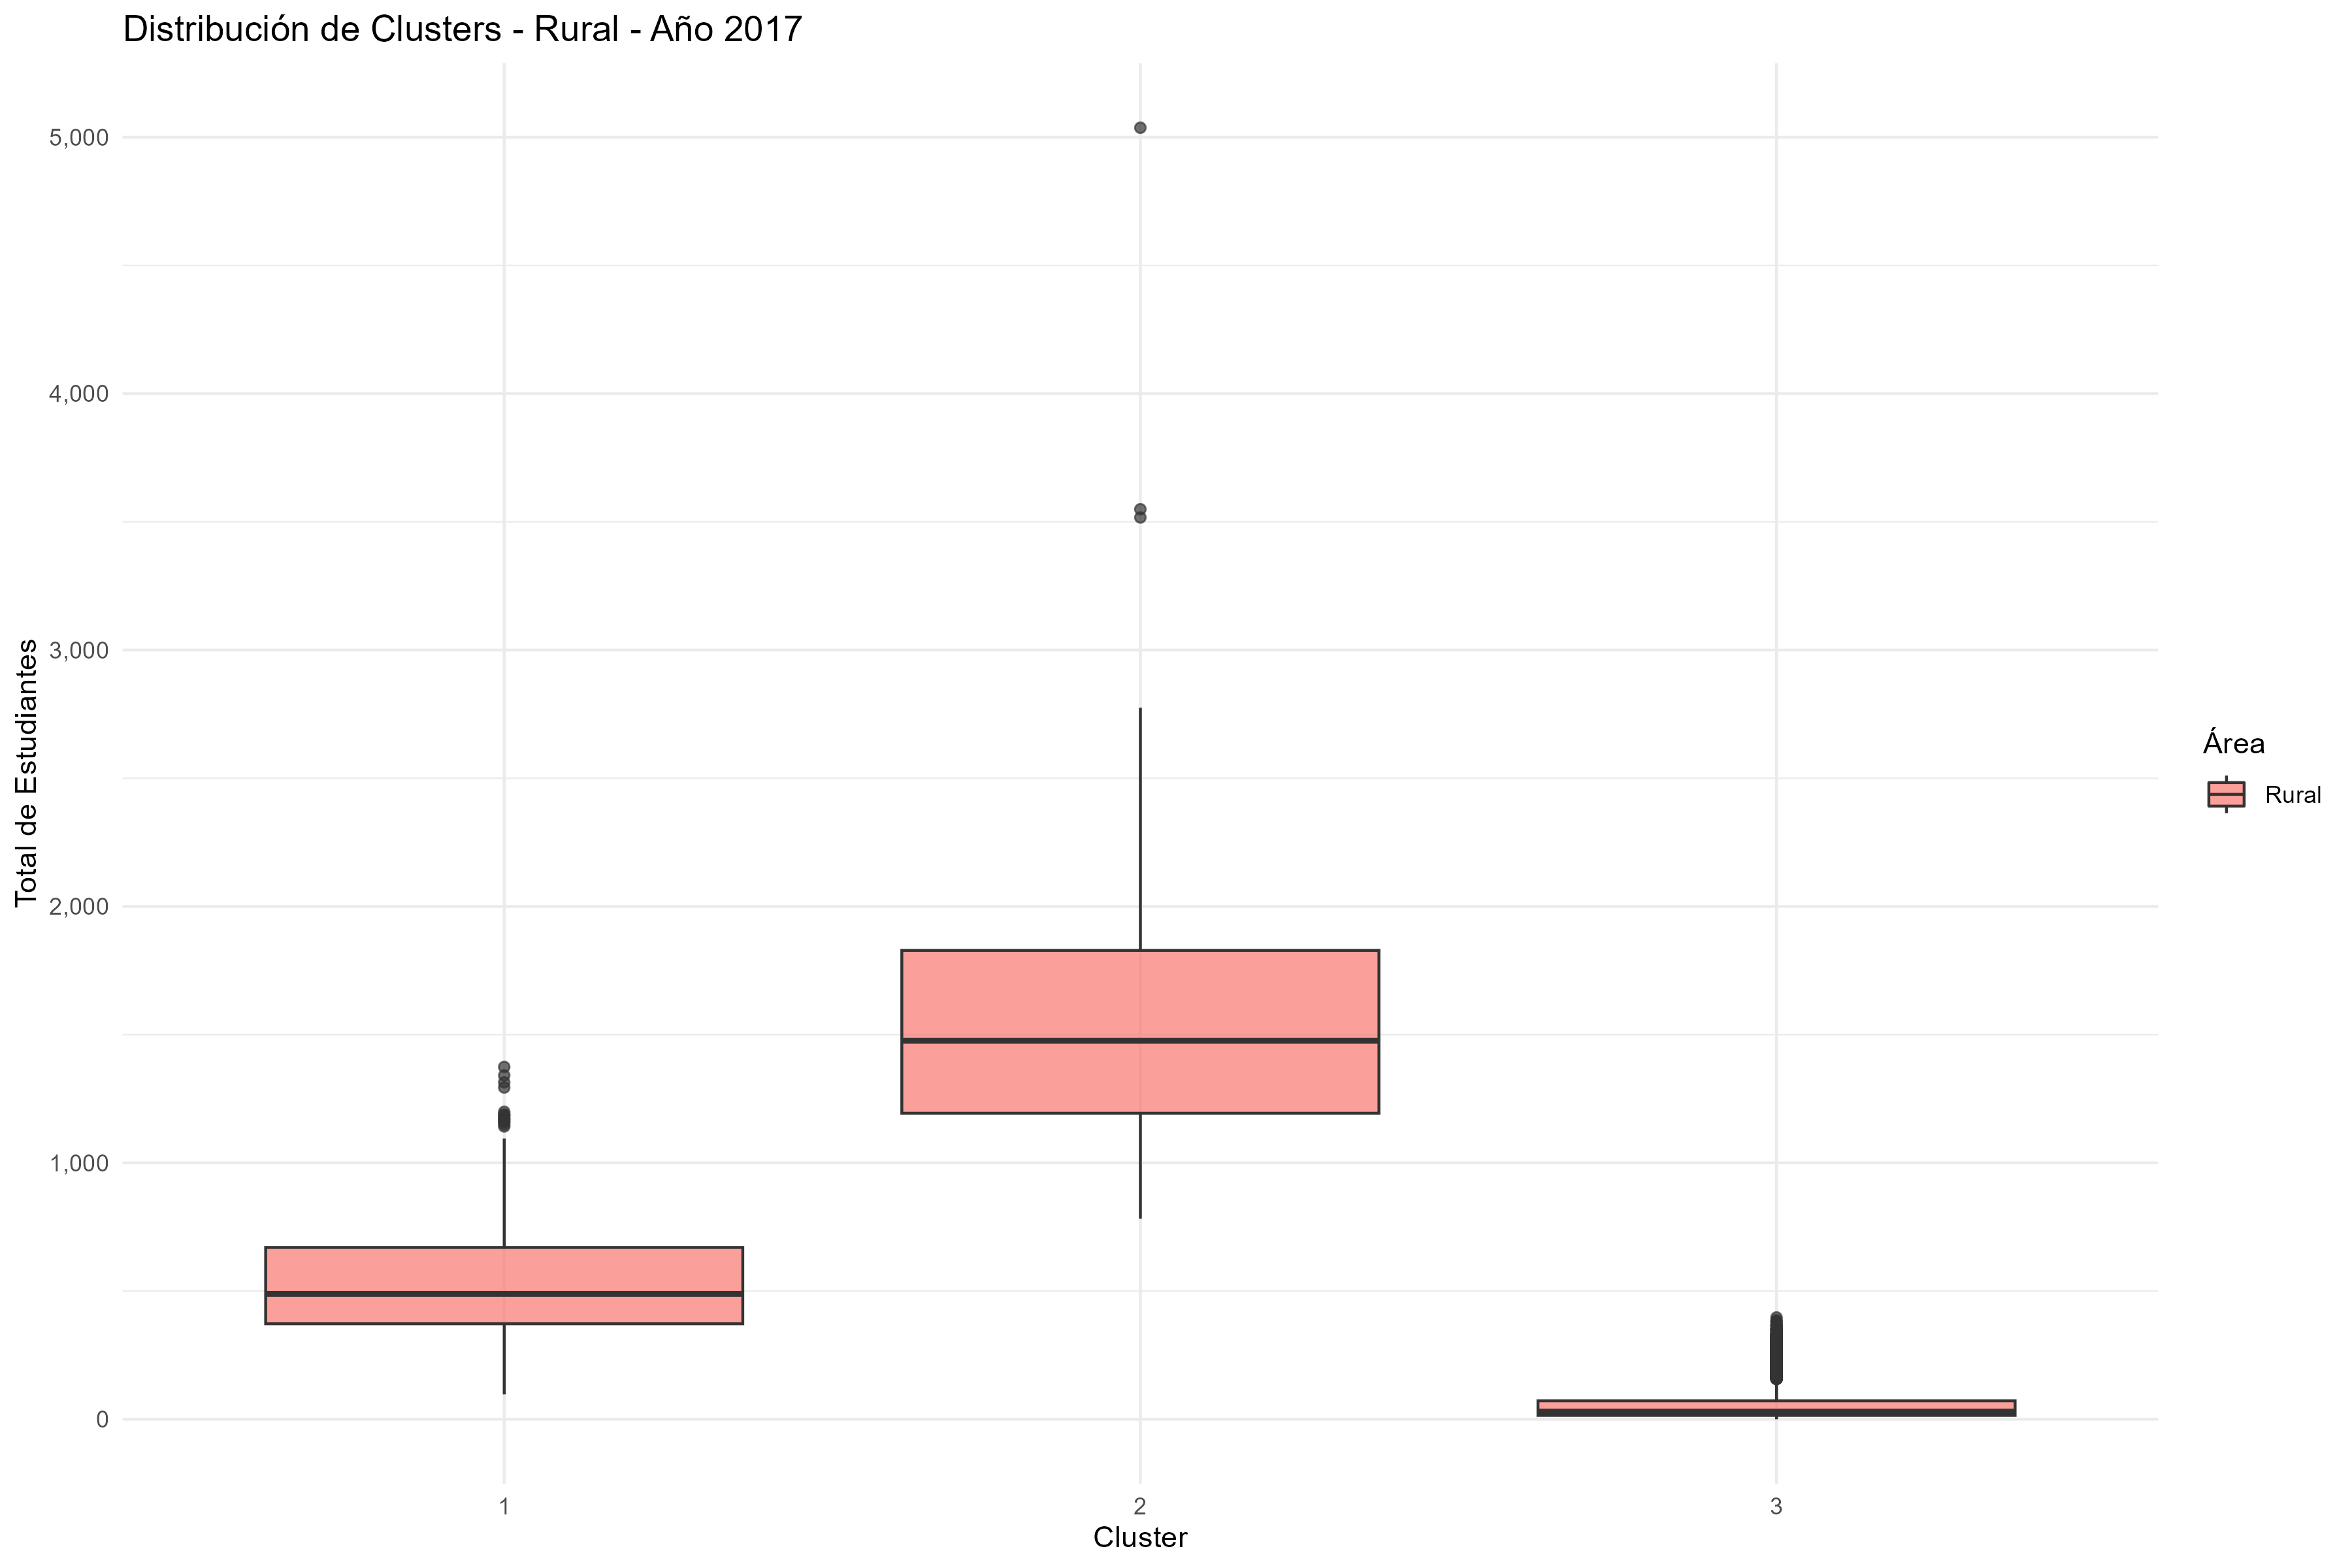 Distribución de Clusters - Rural - Año 2017
Total de Estudiantes
5,000
4,000
3,000
2,000
1,000
0
1
2
3
Cluster
Área
Rural